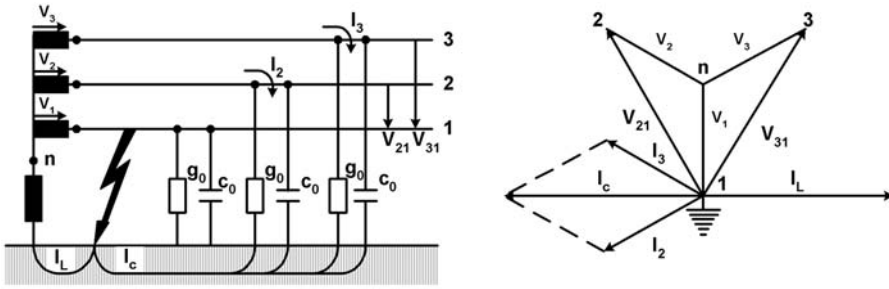 V3
I3
3
V2
I2
2
V1
1
V21 V31
n
g0 c0 g0 c0 g0 c0
IL Ic
2 3
V2 V3
n
V21 V1 V31
I3
Ic 1 IL
I2